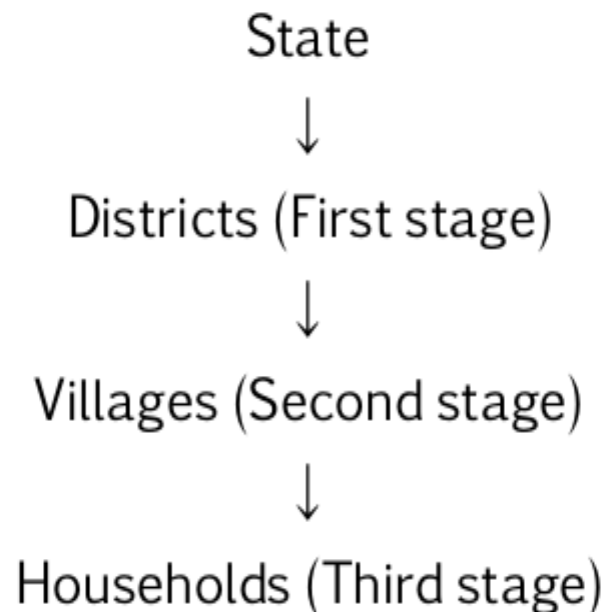 State
↓
Districts (First stage)
↓
Villages (Second stage)
↓
Households (Third stage)